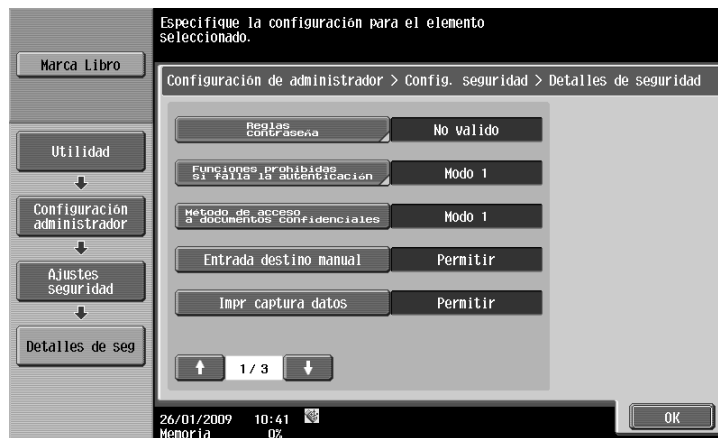 Especifique la configuración para el elemento
seleccionado.
Marca Libro
Configuración de administrador > Config. seguridad > Detalles de seguridad
Reglas
contraseña
No valido
Utilidad
Funciones prohibidas
si falla la autenticación
Modo 1
Configuración
administrador
Método de acceso
a documentos confidenciales
Modo 1
Entrada destino manual
Permitir
Ajustes
seguridad
Impr captura datos
Permitir
Detalles de seg
1/ 3
26/01/2009 10:41
Memoria 0%
OK